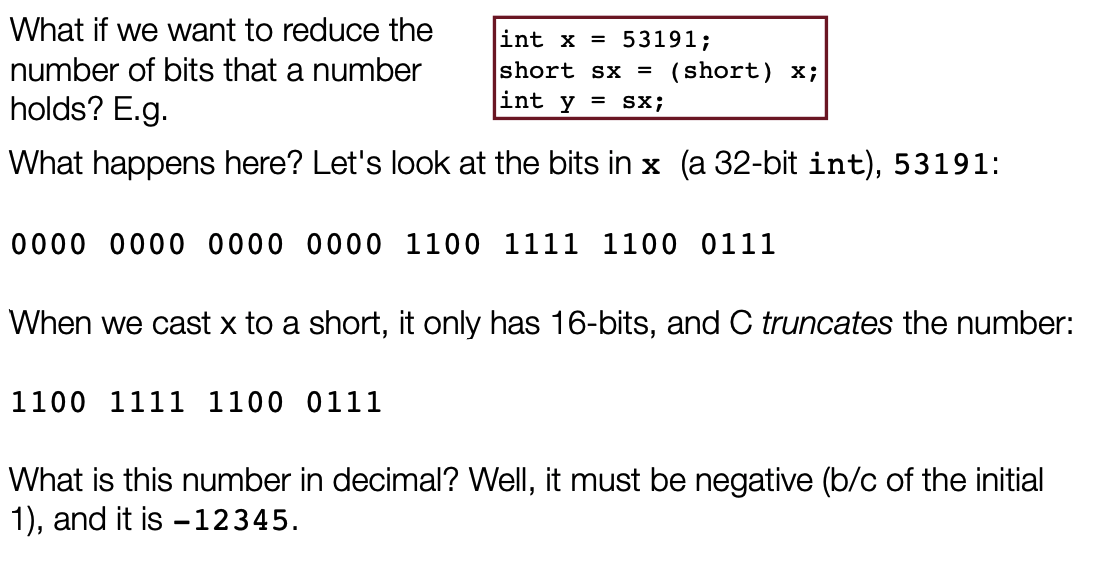 What if we want to reduce the
number of bits that a number
holds? E.g.
int x = 53191;
short sx = (short) x;
int y = sx;
What happens here? Let's look at the bits in x (a 32-bit int), 53191:
0000 0000 0000 0000 1100 1111 1100 0111
When we cast x to a short, it only has 16-bits, and C truncates the number:
1100 1111 1100 0111
What is this number in decimal? Well, it must be negative (b/c of the initial
1), and it is -12345.